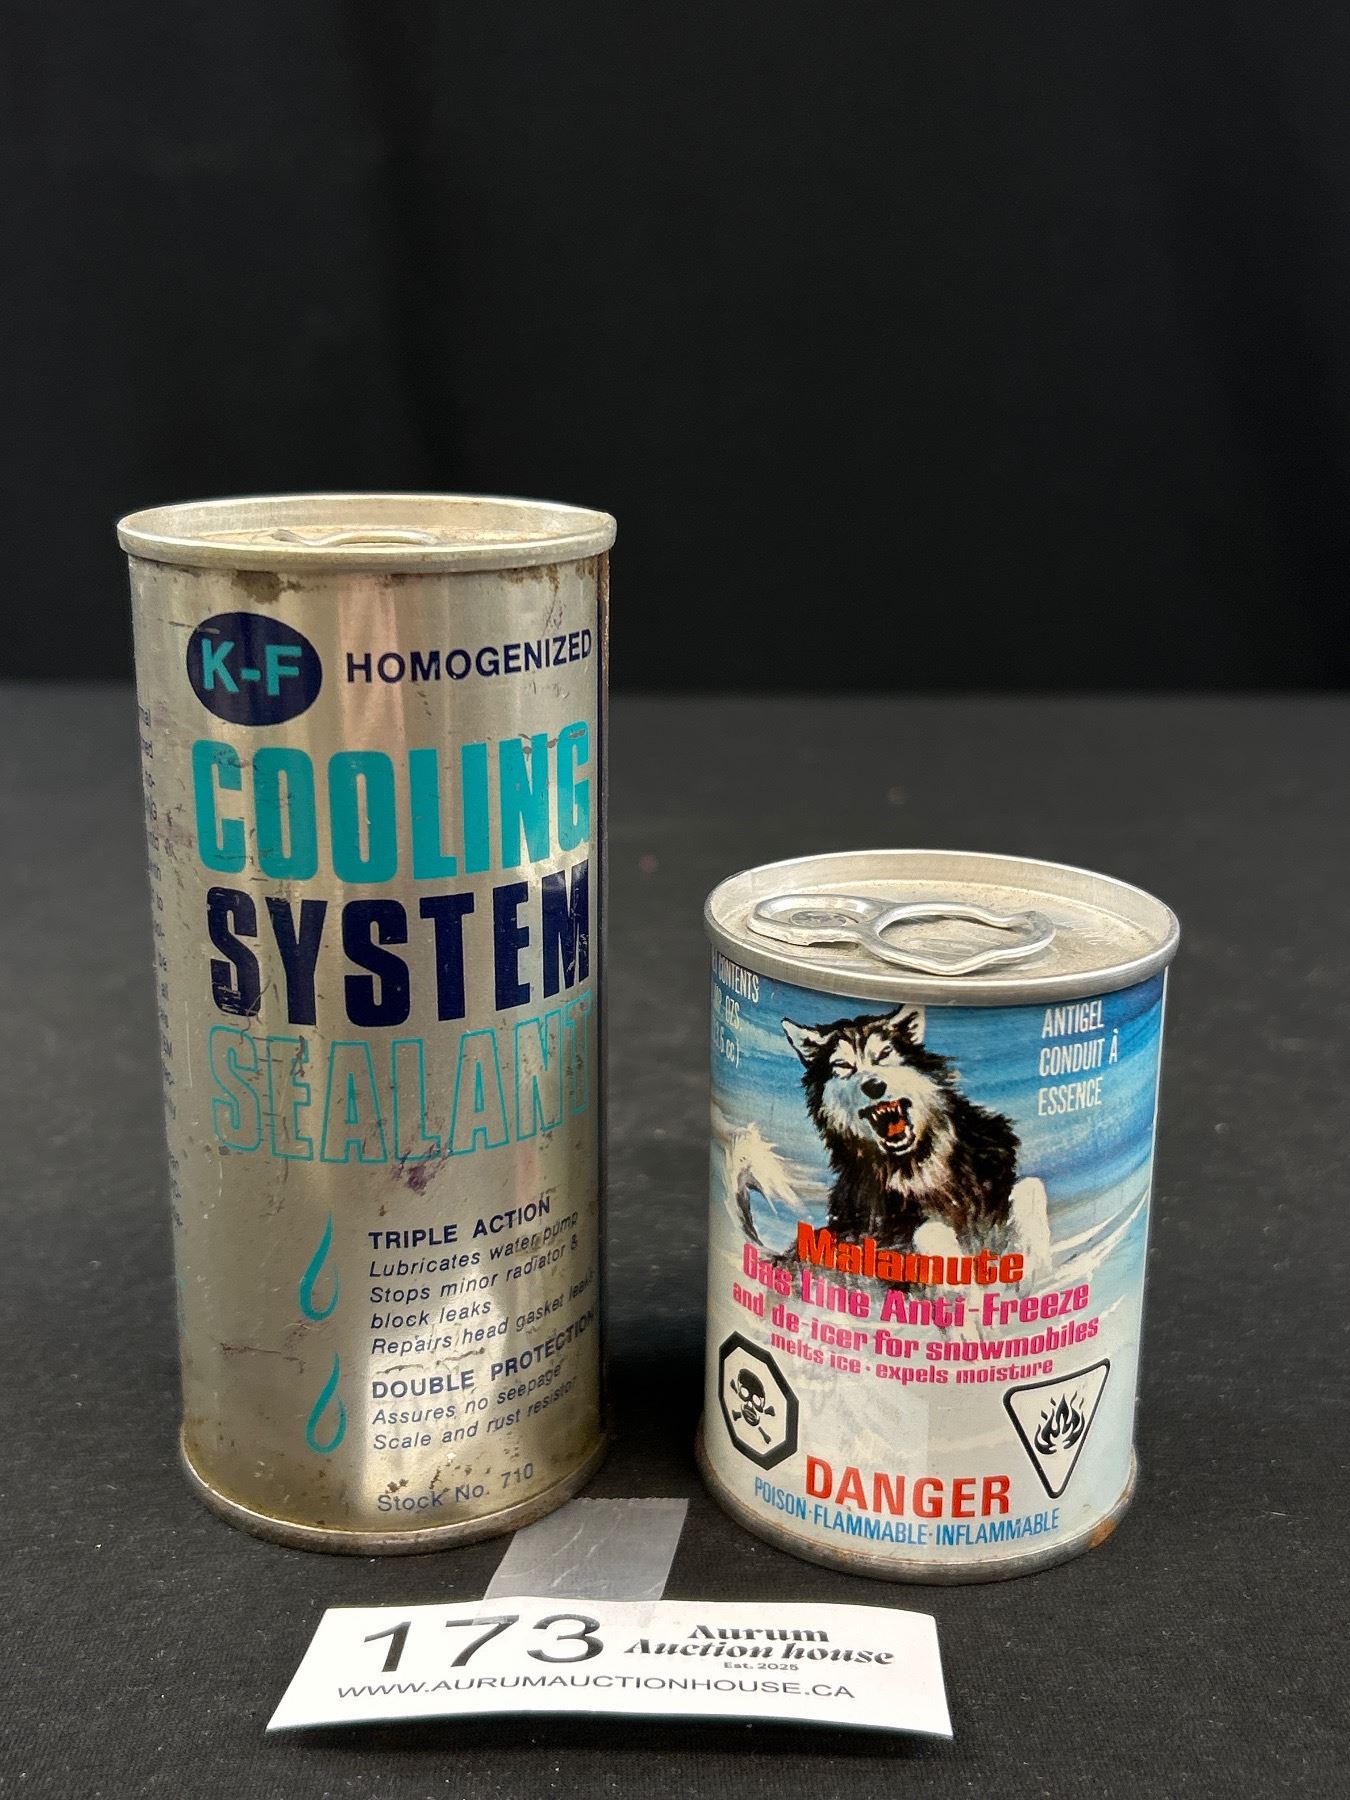 K-F HOMOGENIZED
COOLING
SYSTEM
SEALANT
TRIPLE ACTION
Lubricates water pump
Stops minor radiator &
block leaks
Repairs head gasket leaks
DOUBLE PROTECTION
Assures no seepage
Scale and rust resistor
Stock No. 710
CONTENTS
OZS.
ANTIGEL
CONDUIT À
ESSENCE
Malamute
Gas Line Anti-Freeze
and de-icer for snowmobiles
melts ice • expels moisture
DANGER
POISON·FLAMMABLE·INFLAMMABLE
173
Aurum
Auction house
Est. 2025
WWW.AURUMAUCTIONHOUSE.CA